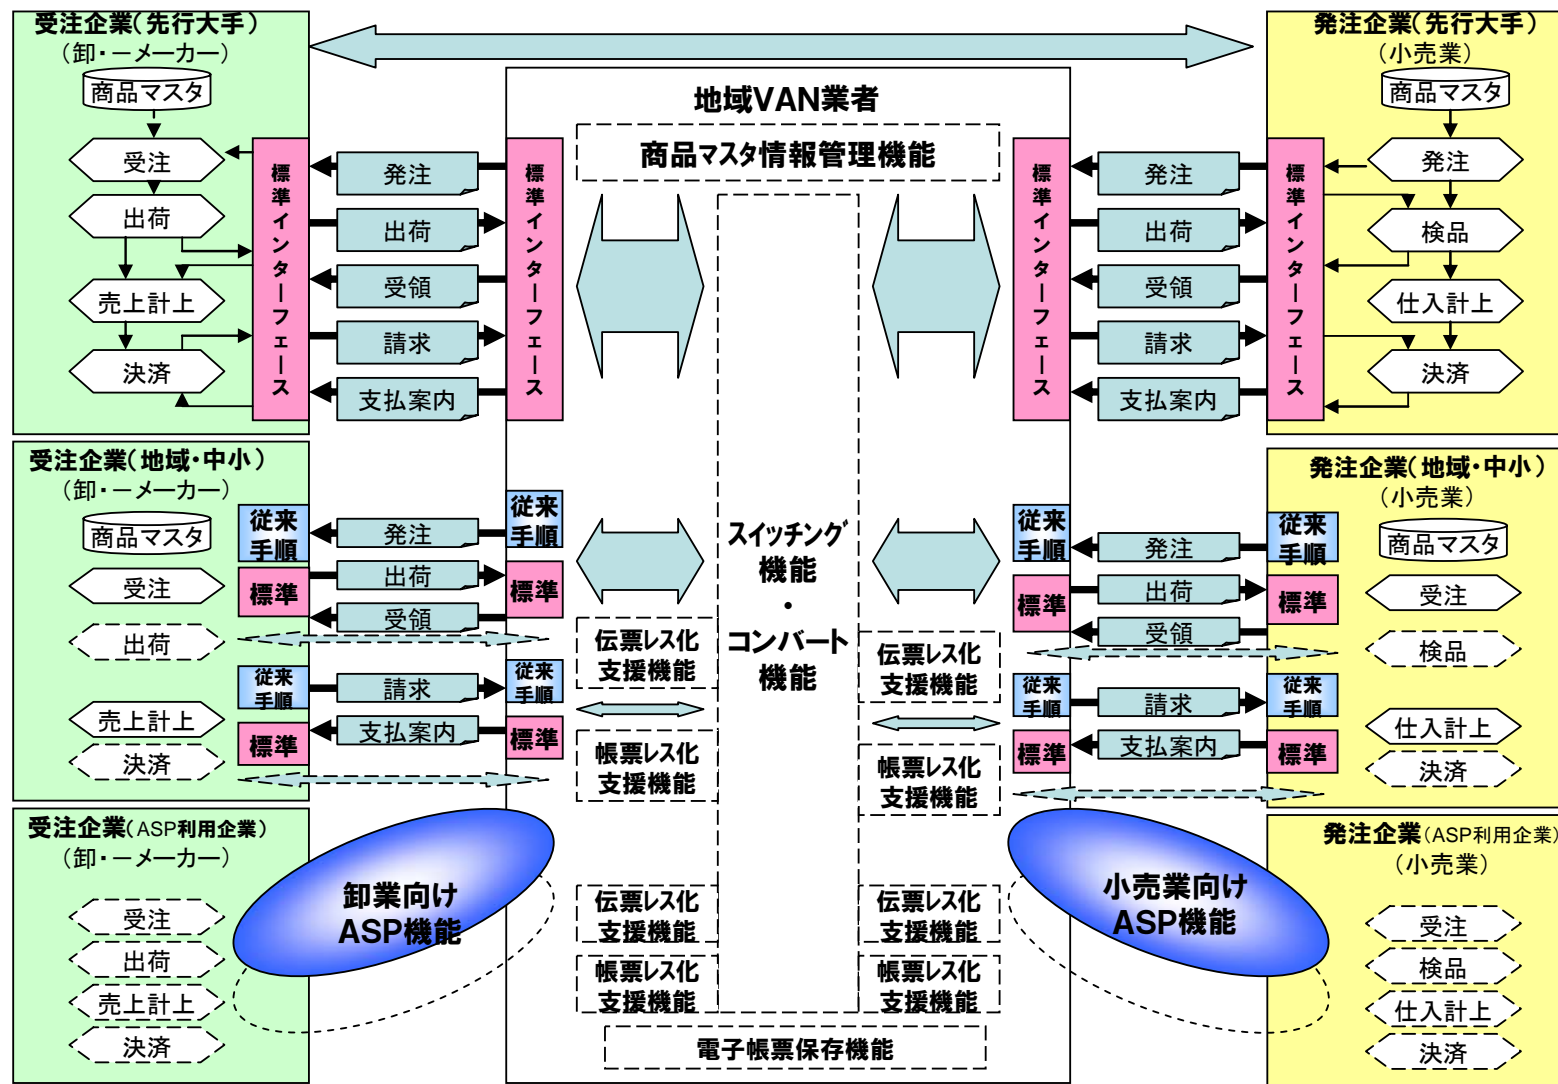 受注企業(先行大手)
(卸・ーメーカー)
商品マスタ
受注
出荷
売上計上
決済
標準インターフェース
発注
出荷
受領
請求
支払案内
標準インターフェース
地域VAN業者
商品マスタ情報管理機能
スイッチング
機能
・
コンバート
機能
標準インターフェース
発注
出荷
受領
請求
支払案内
標準インターフェース
発注企業(先行大手)
(小売業)
商品マスタ
発注
検品
仕入計上
決済
受注企業(地域・中小)
(卸・ーメーカー)
商品マスタ
受注
出荷
売上計上
決済
従来
手順
標準
従来
手順
標準
発注
出荷
受領
請求
支払案内
従来
手順
標準
従来
手順
標準
伝票レス化
支援機能
帳票レス化
支援機能
伝票レス化
支援機能
帳票レス化
支援機能
従来
手順
標準
従来
手順
標準
発注
出荷
受領
請求
支払案内
従来
手順
標準
従来
手順
標準
発注企業(地域・中小)
(小売業)
商品マスタ
受注
検品
仕入計上
決済
受注企業(ASP利用企業)
(卸・ーメーカー)
受注
出荷
売上計上
決済
卸業向け
ASP機能
伝票レス化
支援機能
帳票レス化
支援機能
伝票レス化
支援機能
帳票レス化
支援機能
電子帳票保存機能
小売業向け
ASP機能
発注企業(ASP利用企業)
(小売業)
受注
検品
仕入計上
決済